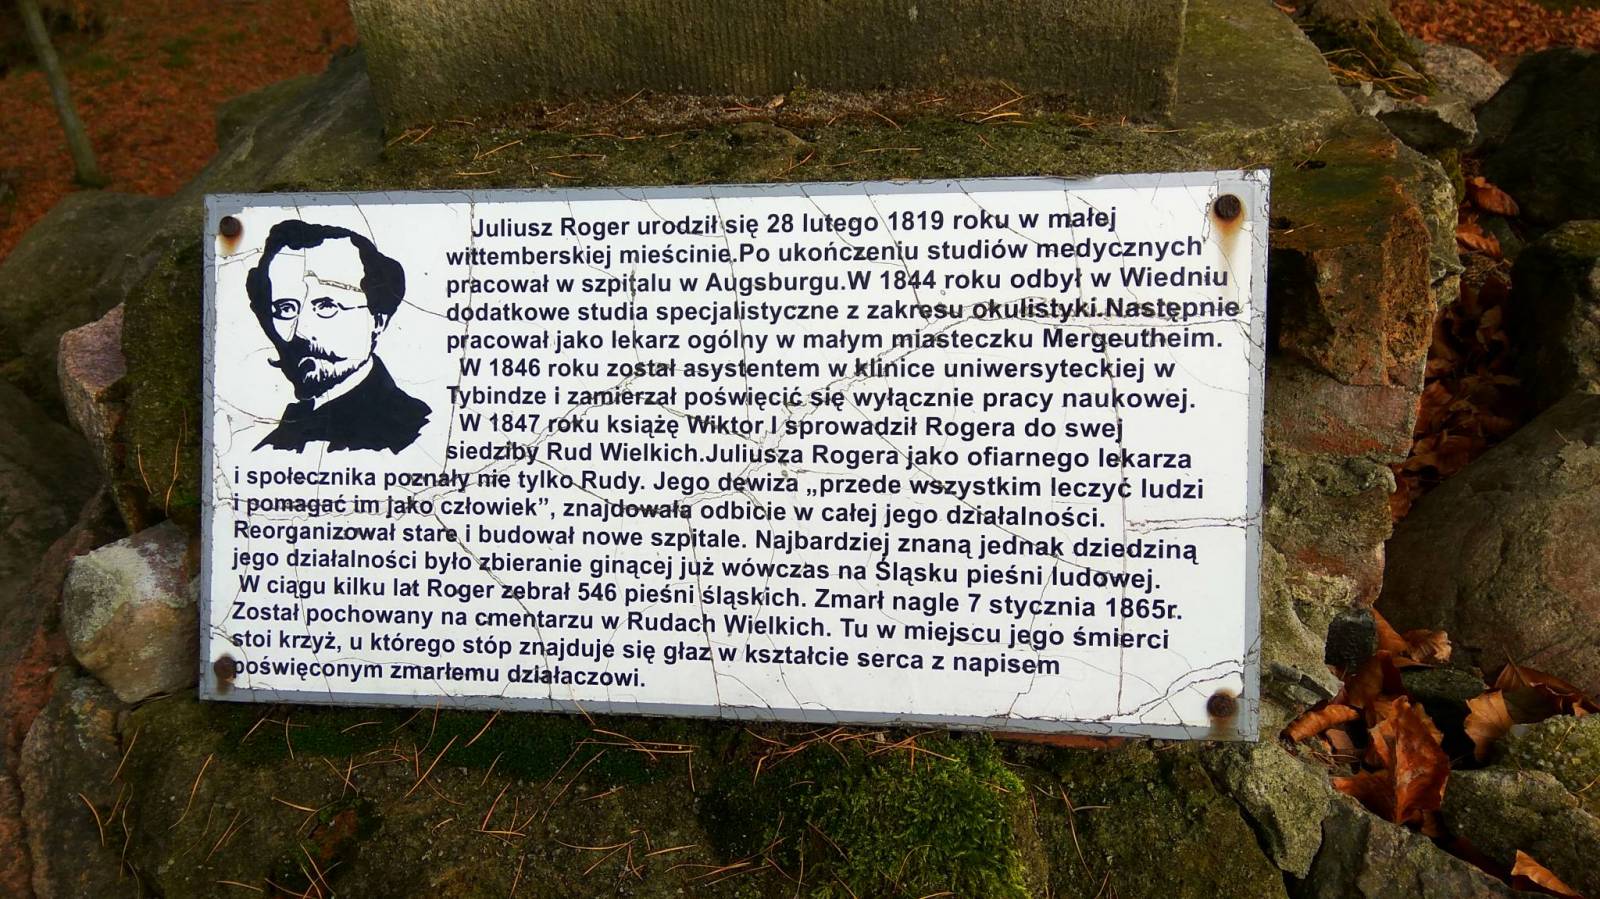 Juliusz Roger urodził się 28 lutego 1819 roku w małej
wittemberskiej mieścinie.Po ukończeniu studiów medycznych
pracował w szpitalu w Augsburgu.W 1844 roku odbył w Wiedniu
dodatkowe studia specjalistyczne z zakresu okulistyki.Następnie
pracował jako lekarz ogólny w małym miasteczku Mergeutheim.
W 1846 roku został asystentem w klinice uniwersyteckiej w
Tybindze i zamierzał poświęcić się wyłącznie pracy naukowej.
W 1847 roku książę Wiktor I sprowadził Rogera do swej
siedziby Rud Wielkich.Juliusza Rogera jako ofiarnego lekarza
i społecznika poznały nie tylko Rudy. Jego dewiza „przede wszystkim leczyć ludzi
i pomagać im jako człowiek”, znajdowała odbicie w całej jego działalności.
Reorganizował stare i budował nowe szpitale. Najbardziej znaną jednak dziedziną
jego działalności było zbieranie ginącej już wówczas na Śląsku pieśni ludowej.
W ciągu kilku lat Roger zebrał 546 pieśni śląskich. Zmarł nagle 7 stycznia 1865r.
Został pochowany na cmentarzu w Rudach Wielkich. Tu w miejscu jego śmierci
stoi krzyż, u którego stóp znajduje się głaz w kształcie serca z napisem
poświęconym zmarłemu działaczowi.